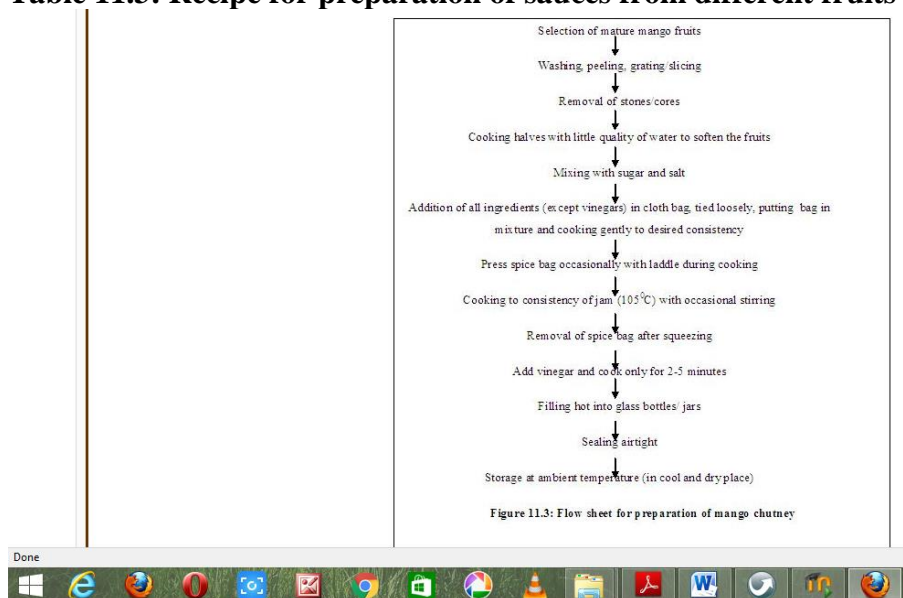 Table 11.3: Recipe for preparation of sauces from different fruits
Selection of mature mango fruits
Washing, peeling, grating/slicing
Removal of stones/cores
Cooking halves with little quality of water to soften the fruits
Mixing with sugar and salt
Addition of all ingredients (except vinegars) in cloth bag, tied loosely, putting bag in
mixture and cooking gently to desired consistency
Press spice bag occasionally with laddle during cooking
Cooking to consistency of jam (105⁰C) with occasional stirring
Removal of spice bag after squeezing
Add vinegar and cook only for 2-5 minutes
Filling hot into glass bottles/ jars
Sealing airtight
Storage at ambient temperature (in cool and dry place)
Figure 11.3: Flow sheet for preparation of mango chutney
Done